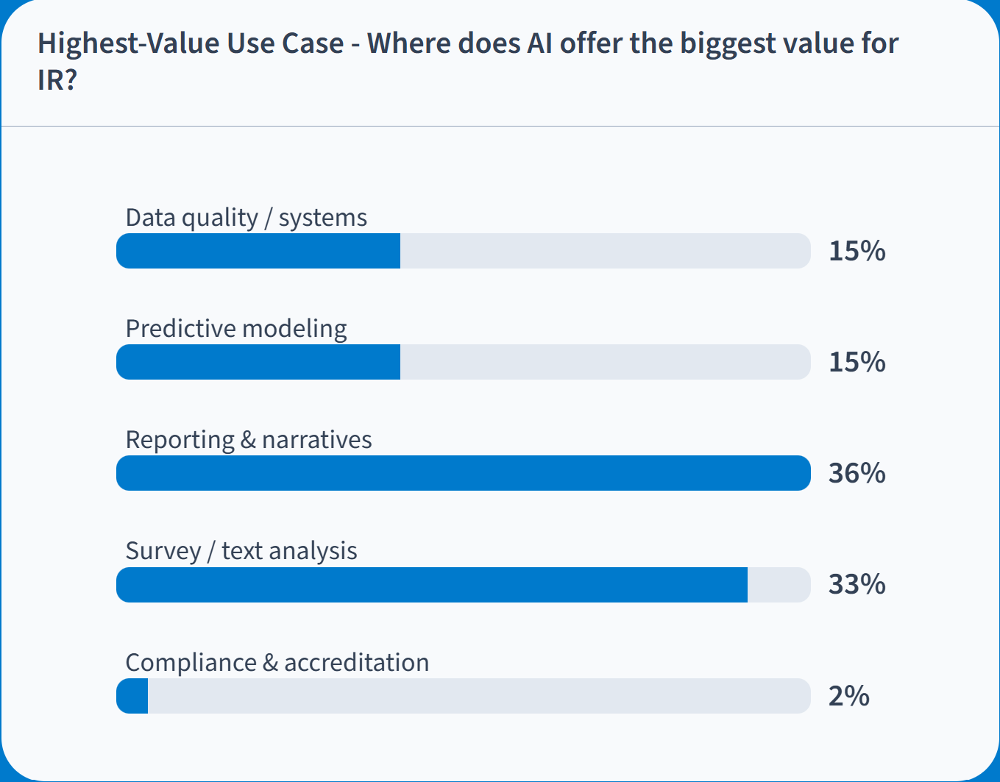 Highest-Value Use Case - Where does AI offer the biggest value for
IR?
Data quality / systems
15%
Predictive modeling
15%
Reporting & narratives
36%
Survey / text analysis
33%
Compliance & accreditation
2%